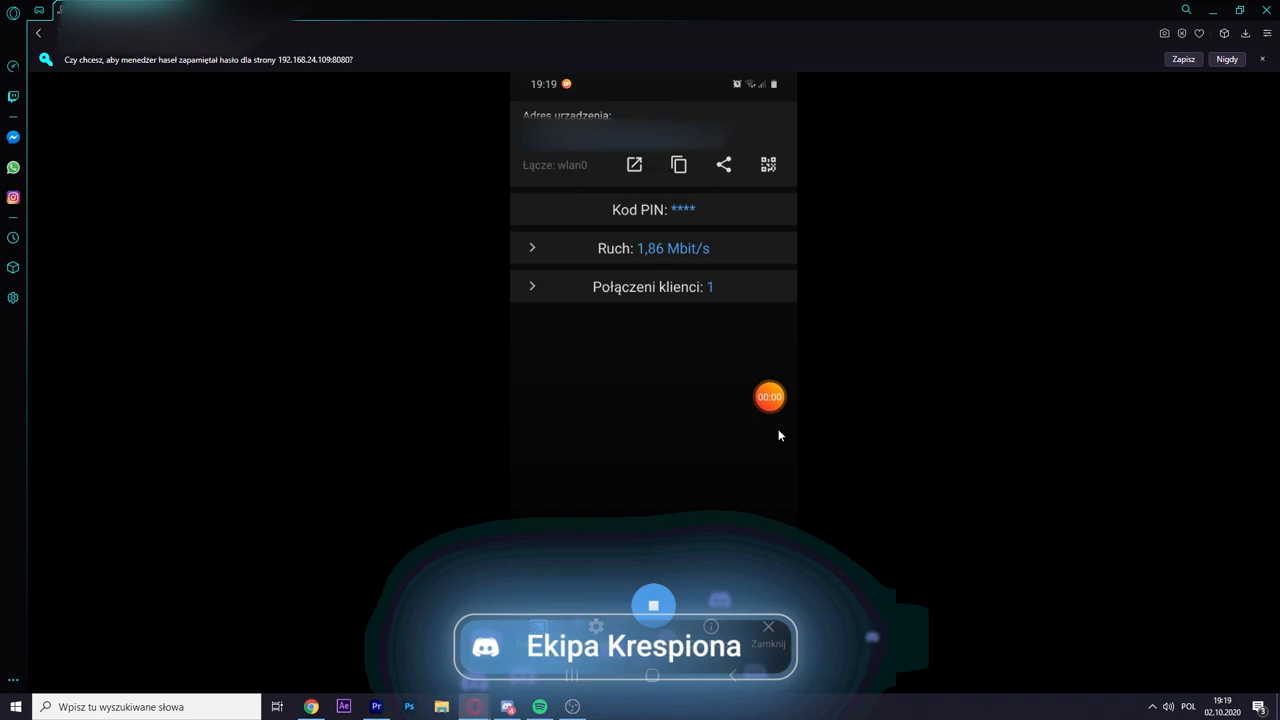 Czy chcesz, aby menedżer haseł zapamiętał hasło dla strony 192.168.24.109:8080?
Zapisz
Nigdy
19:19
Adres urządzenia:
Łącze: wlan0
Kod PIN: ****
Ruch: 1,86 Mbit/s
Połączeni klienci: 1
00:00
Ekipa Krespiona
Zamknij
Ae
Pr
Ps
Wpisz tu wyszukiwane słowa
POL
19:19
02.10.2020